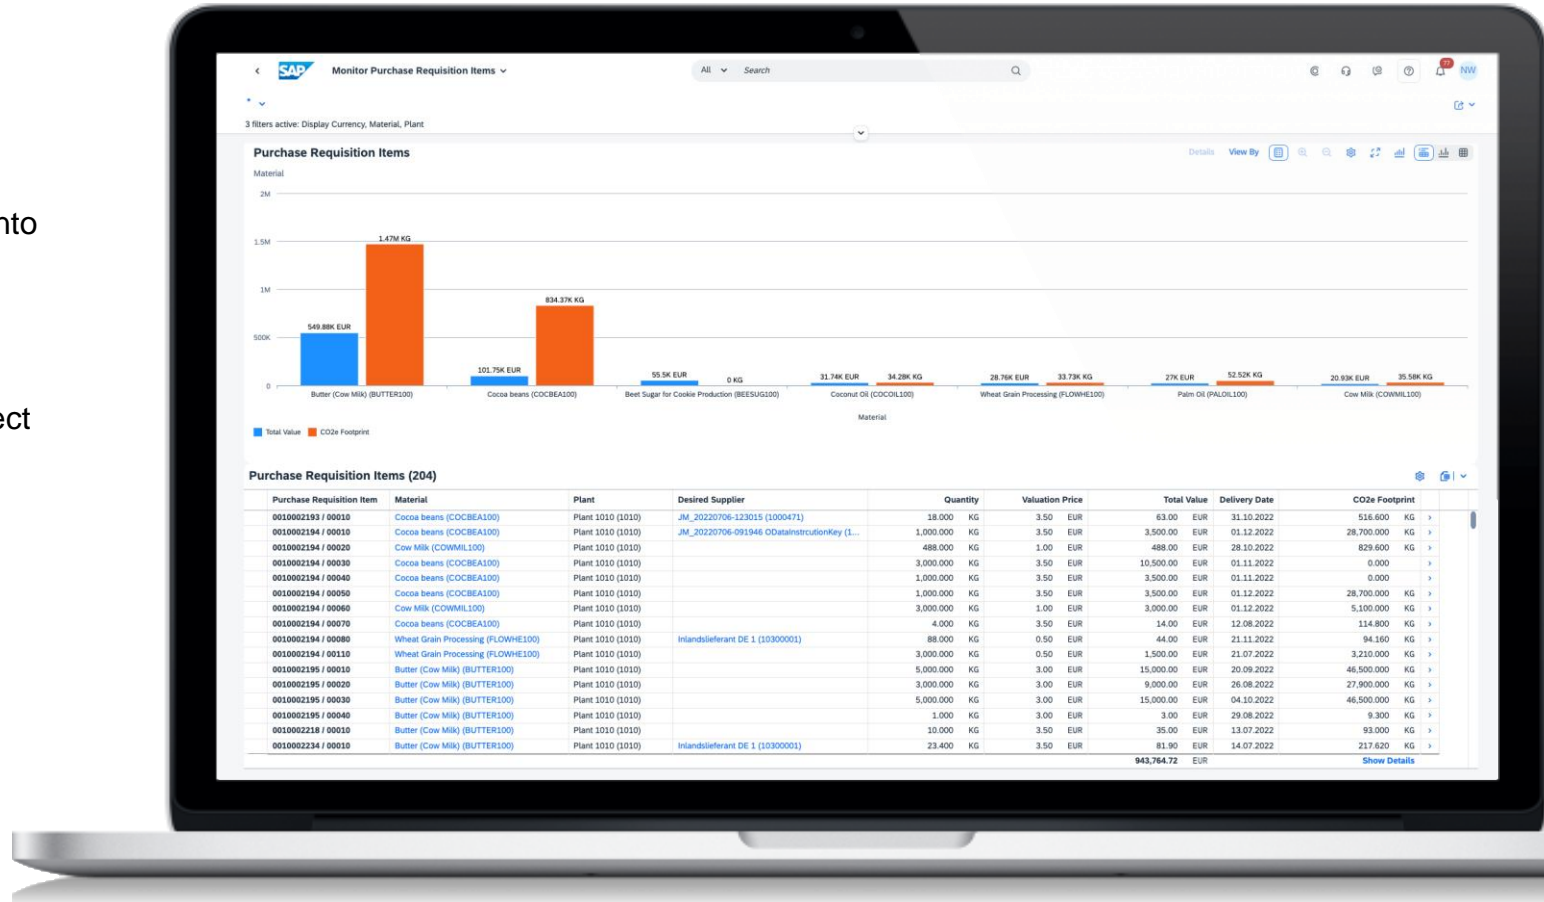 nto
ect
SAP Monitor Purchase Requisition Items All Search 77 NW
*
3 filters active: Display Currency, Material, Plant
Purchase Requisition Items Details View By
Material
2M
1.5M
1M
500K
0
549.88K EUR 1.47M KG
101.75K EUR 834.37K KG
55.5K EUR 0 KG
31.74K EUR 34.28K KG
28.76K EUR 33.73K KG
27K EUR 52.52K KG
20.93K EUR 35.58K KG
Butter (Cow Milk) (BUTTER100) Cocoa beans (COCBEA100) Beet Sugar for Cookie Production (BEESUG100) Coconut Oil (COCOIL100) Wheat Grain Processing (FLOWHE100) Palm Oil (PALOIL100) Cow Milk (COWMIL100)
Material
Total Value CO2e Footprint
Purchase Requisition Items (204)
Purchase Requisition Item Material Plant Desired Supplier Quantity Valuation Price Total Value Delivery Date CO2e Footprint
0010002193 / 00010 Cocoa beans (COCBEA100) Plant 1010 (1010) JM_20220706-123015 (1000471) 18.000 KG 3.50 EUR 63.00 EUR 31.10.2022 516.600 KG
0010002194 / 00010 Cocoa beans (COCBEA100) Plant 1010 (1010) JM_20220706-091946 ODataInstrcutionKey (1... 1,000.000 KG 3.50 EUR 3,500.00 EUR 01.12.2022 28,700.000 KG
0010002194 / 00020 Cow Milk (COWMIL100) Plant 1010 (1010) 488.000 KG 1.00 EUR 488.00 EUR 28.10.2022 829.600 KG
0010002194 / 00030 Cocoa beans (COCBEA100) Plant 1010 (1010) 3,000.000 KG 3.50 EUR 10,500.00 EUR 01.11.2022 0.000
0010002194 / 00040 Cocoa beans (COCBEA100) Plant 1010 (1010) 1,000.000 KG 3.50 EUR 3,500.00 EUR 01.11.2022 0.000
0010002194 / 00050 Cocoa beans (COCBEA100) Plant 1010 (1010) 1,000.000 KG 3.50 EUR 3,500.00 EUR 01.12.2022 28,700.000 KG
0010002194 / 00060 Cow Milk (COWMIL100) Plant 1010 (1010) 3,000.000 KG 1.00 EUR 3,000.00 EUR 01.12.2022 5,100.000 KG
0010002194 / 00070 Cocoa beans (COCBEA100) Plant 1010 (1010) 4.000 KG 3.50 EUR 14.00 EUR 12.08.2022 114.800 KG
0010002194 / 00080 Wheat Grain Processing (FLOWHE100) Plant 1010 (1010) Inlandslieferant DE 1 (10300001) 88.000 KG 0.50 EUR 44.00 EUR 21.11.2022 94.160 KG
0010002194 / 00110 Wheat Grain Processing (FLOWHE100) Plant 1010 (1010) 3,000.000 KG 0.50 EUR 1,500.00 EUR 21.07.2022 3,210.000 KG
0010002195 / 00010 Butter (Cow Milk) (BUTTER100) Plant 1010 (1010) 5,000.000 KG 3.00 EUR 15,000.00 EUR 20.09.2022 46,500.000 KG
0010002195 / 00020 Butter (Cow Milk) (BUTTER100) Plant 1010 (1010) 3,000.000 KG 3.00 EUR 9,000.00 EUR 26.08.2022 27,900.000 KG
0010002195 / 00030 Butter (Cow Milk) (BUTTER100) Plant 1010 (1010) 5,000.000 KG 3.00 EUR 15,000.00 EUR 04.10.2022 46,500.000 KG
0010002195 / 00040 Butter (Cow Milk) (BUTTER100) Plant 1010 (1010) 1.000 KG 3.00 EUR 3.00 EUR 29.08.2022 9.300 KG
0010002218 / 00010 Butter (Cow Milk) (BUTTER100) Plant 1010 (1010) 10.000 KG 3.50 EUR 35.00 EUR 13.07.2022 93.000 KG
0010002234 / 00010 Butter (Cow Milk) (BUTTER100) Plant 1010 (1010) Inlandslieferant DE 1 (10300001) 23.400 KG 3.50 EUR 81.90 EUR 14.07.2022 217.620 KG
943,764.72 EUR Show Details